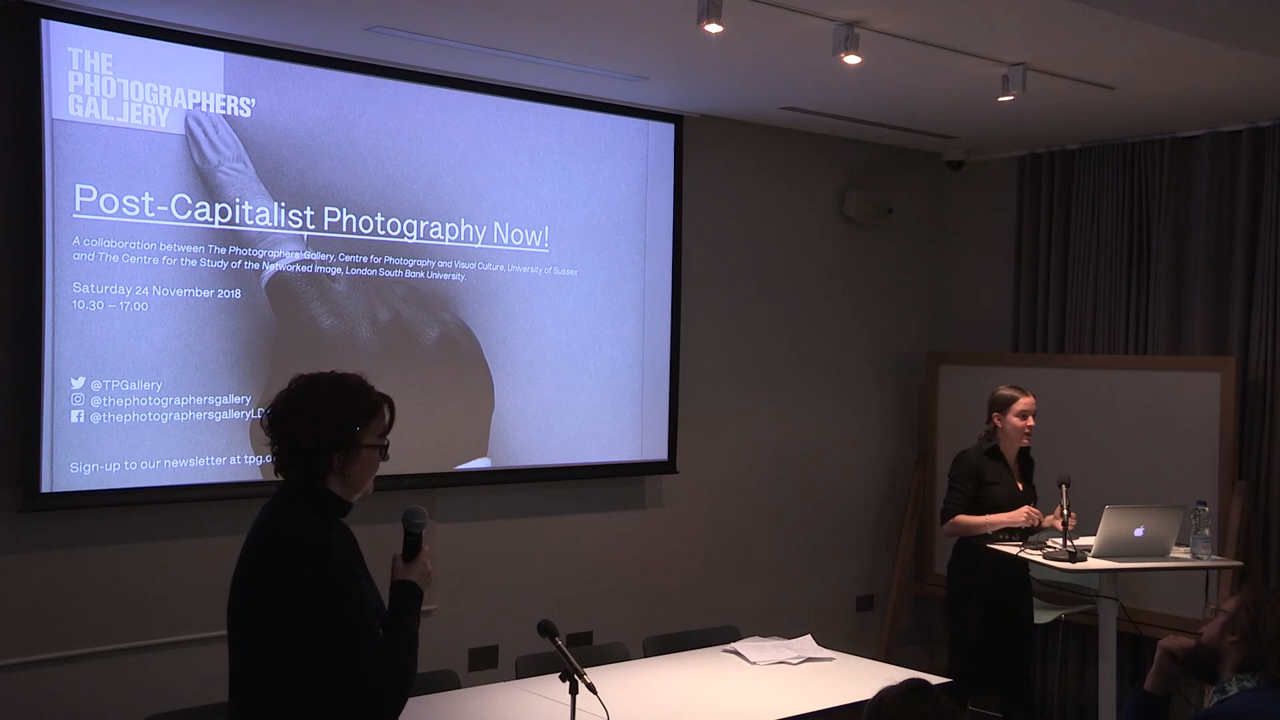 THE
PHOTOGRAPHERS'
GALLERY
Post-Capitalist Photography Now!
A collaboration between The Photographers' Gallery, Centre for Photography and Visual Culture, University of Sussex
and The Centre for the Study of the Networked Image, London South Bank University.
Saturday 24 November 2018
10.30 – 17.00
@TPGallery
@thephotographersgallery
@thephotographersgalleryLD
Sign-up to our newsletter at